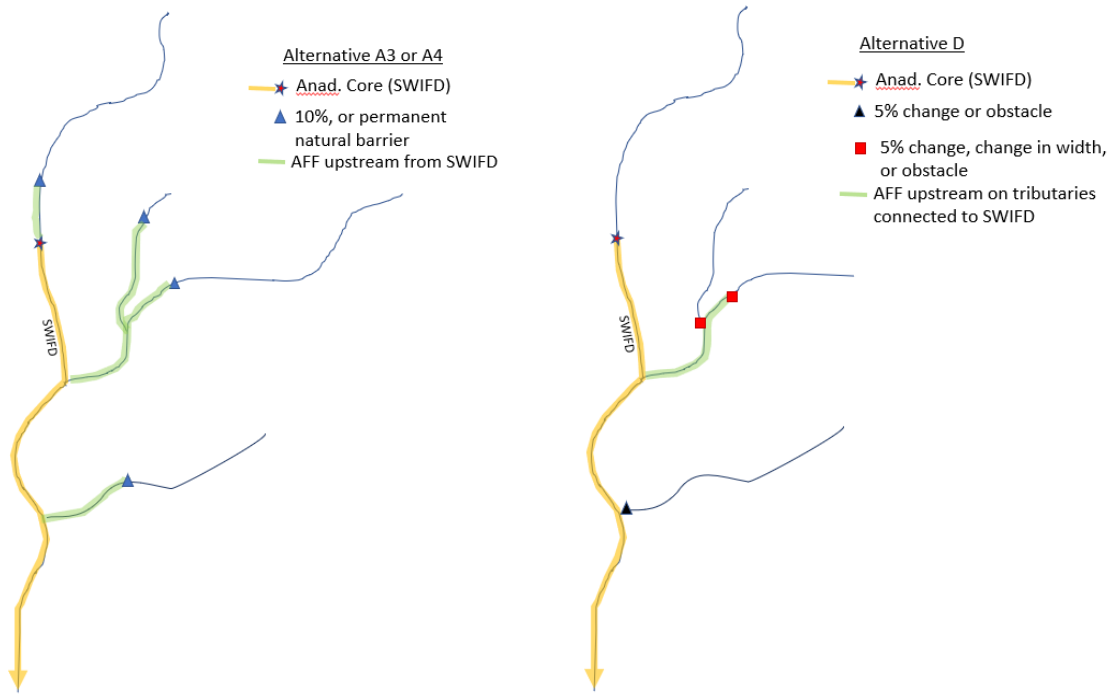 Alternative A3 or A4
Anad. Core (SWIFD)
10%, or permanent
natural barrier
AFF upstream from SWIFD
SWIFD
Alternative D
Anad. Core (SWIFD)
5% change or obstacle
5% change, change in width,
or obstacle
AFF upstream on tributaries
connected to SWIFD
SWIFD